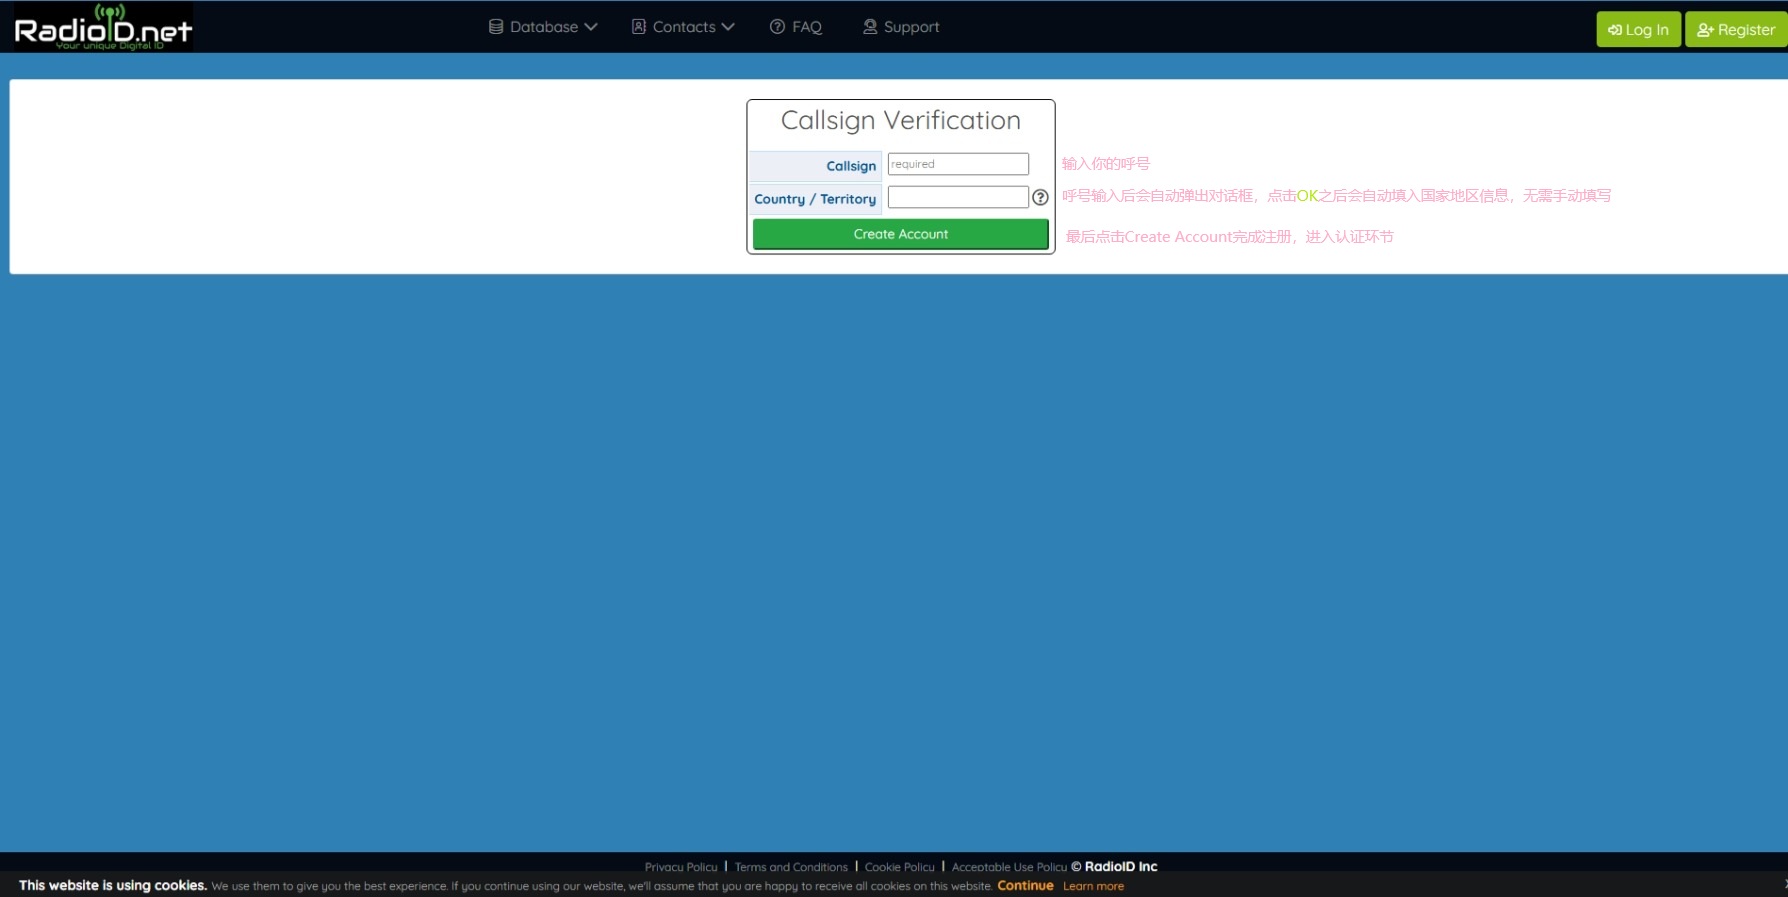 RadioID.net
Your unique Digital ID
Database
Contacts
FAQ
Support
Log In
Register
Callsign Verification
Callsign
required
输入你的呼号
Country / Territory
呼号输入后会自动弹出对话框，点击OK之后会自动填入国家地区信息，无需手动填写
Create Account
最后点击Create Account完成注册，进入认证环节
Privacy Policy | Terms and Conditions | Cookie Policy | Acceptable Use Policy © RadioID Inc
This website is using cookies. We use them to give you the best experience. If you continue using our website, we'll assume that you are happy to receive all cookies on this website. Continue Learn more